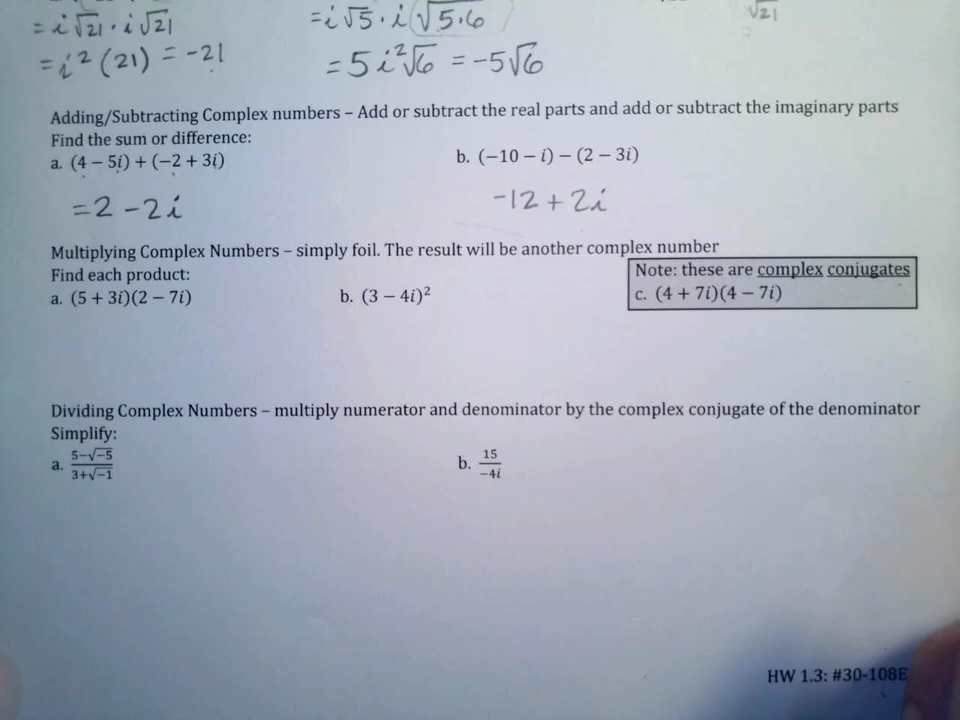 = i√21 · i√21
= i√5 · i√5·6
√21
= i² (21) = -21
= 5i²√6 = -5√6
Adding/Subtracting Complex numbers – Add or subtract the real parts and add or subtract the imaginary parts
Find the sum or difference:
a. (4 − 5i) + (−2 + 3i)
b. (−10 − i) − (2 − 3i)
= 2 - 2i
-12 + 2i
Multiplying Complex Numbers – simply foil. The result will be another complex number
Find each product:
Note: these are complex conjugates
a. (5 + 3i)(2 − 7i)
b. (3 − 4i)²
c. (4 + 7i)(4 − 7i)
Dividing Complex Numbers – multiply numerator and denominator by the complex conjugate of the denominator
Simplify:
a. 5−√−5 / 3+√−1
b. 15 / −4i
HW 1.3: #30-108E